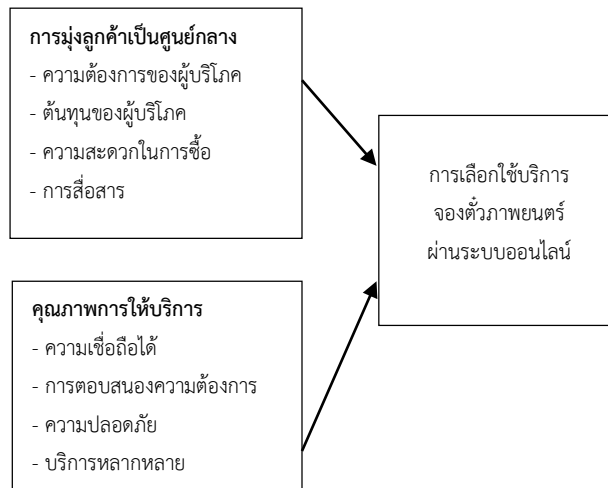 การมุ่งลูกค้าเป็นศูนย์กลาง
- ความต้องการของผู้บริโภค
- ต้นทุนของผู้บริโภค
- ความสะดวกในการซื้อ
- การสื่อสาร
การเลือกใช้บริการ
จองตั๋วภาพยนตร์
ผ่านระบบออนไลน์
คุณภาพการให้บริการ
- ความเชื่อถือได้
- การตอบสนองความต้องการ
- ความปลอดภัย
- บริการหลากหลาย